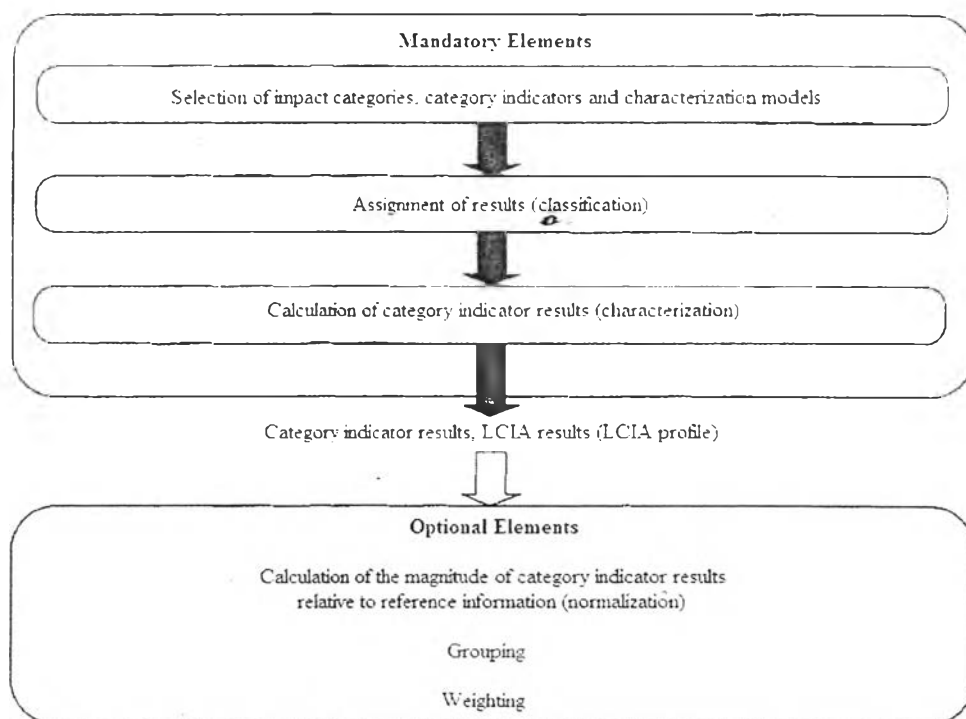 Mandatory Elements
Selection of impact categories, category indicators and characterization models
Assignment of results (classification)
Calculation of category indicator results (characterization)
Category indicator results, LCIA results (LCIA profile)
Optional Elements
Calculation of the magnitude of category indicator results
relative to reference information (normalization)
Grouping
Weighting